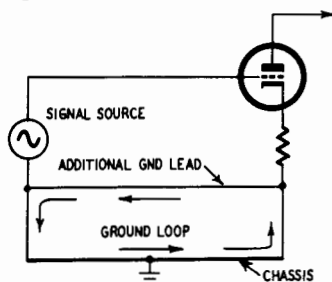 SIGNAL SOURCE
ADDITIONAL GND LEAD
GROUND LOOP
CHASSIS